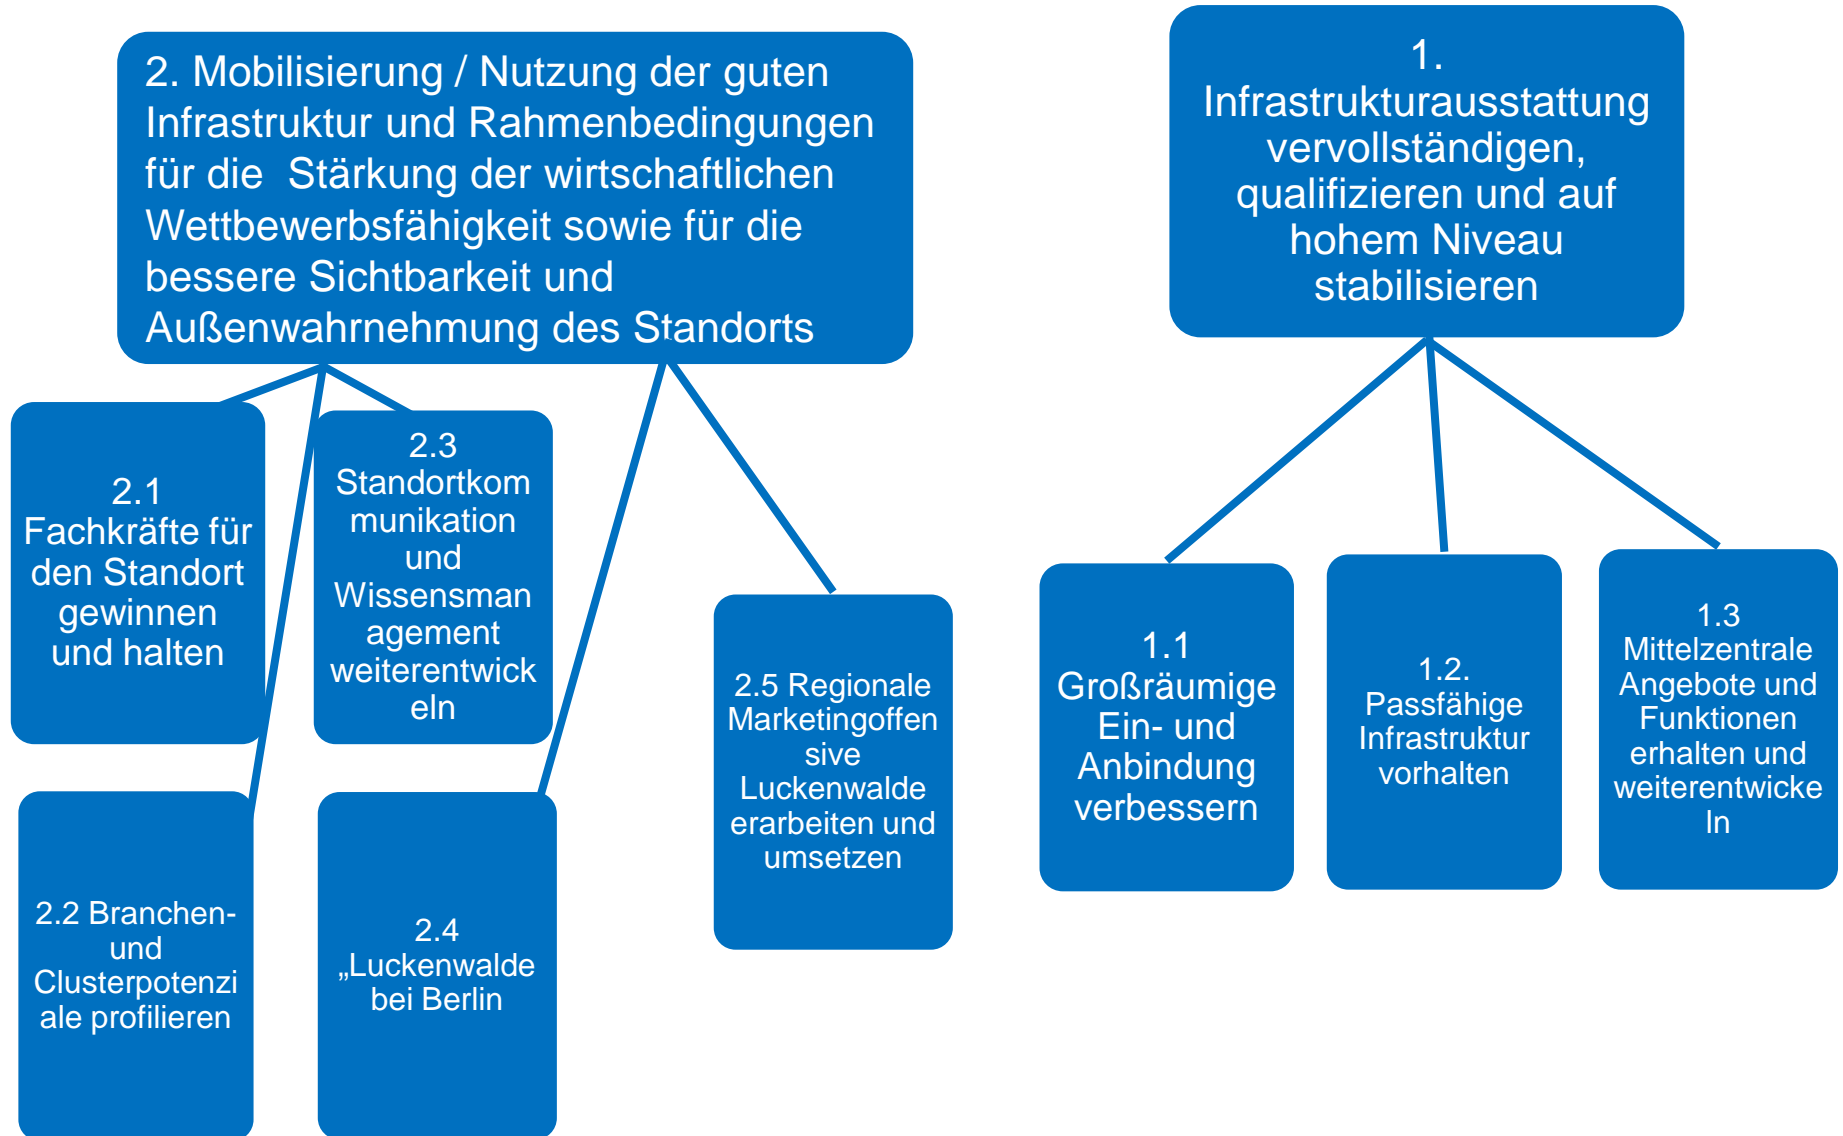 2. Mobilisierung / Nutzung der guten
Infrastruktur und Rahmenbedingungen
für die  Stärkung der wirtschaftlichen
Wettbewerbsfähigkeit sowie für die
bessere Sichtbarkeit und
Außenwahrnehmung des Standorts
1.
Infrastrukturausstattung
vervollständigen,
qualifizieren und auf
hohem Niveau
stabilisieren
2.1
Fachkräfte für
den Standort
gewinnen
und halten
2.3
Standortkom
munikation
und
Wissensman
agement
weiterentwick
eln
2.5 Regionale
Marketingoffen
sive
Luckenwalde
erarbeiten und
umsetzen
1.1
Großräumige
Ein- und
Anbindung
verbessern
1.2.
Passfähige
Infrastruktur
vorhalten
1.3
Mittelzentrale
Angebote und
Funktionen
erhalten und
weiterentwicke
ln
2.2 Branchen-
und
Clusterpotenzi
ale profilieren
2.4
„Luckenwalde
bei Berlin